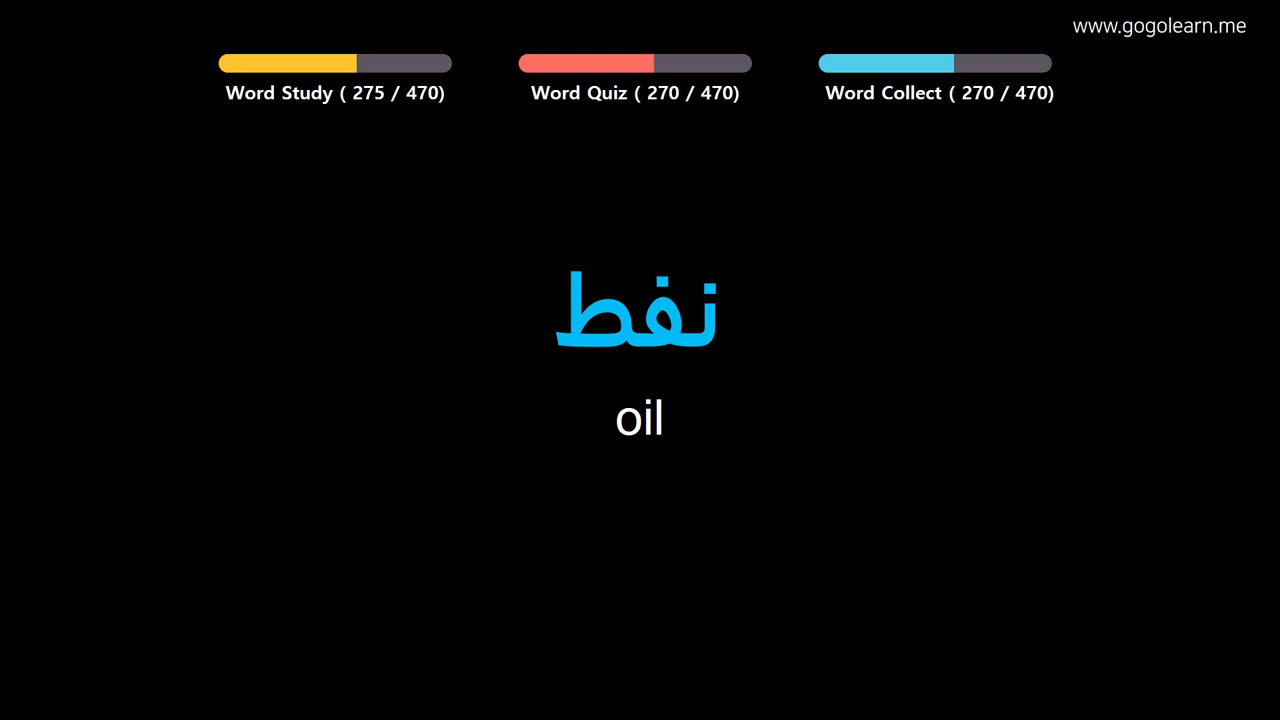 www.gogolearn.me
Word Study ( 275 / 470)
Word Quiz ( 270 / 470)
Word Collect ( 270 / 470)
نفط
oil